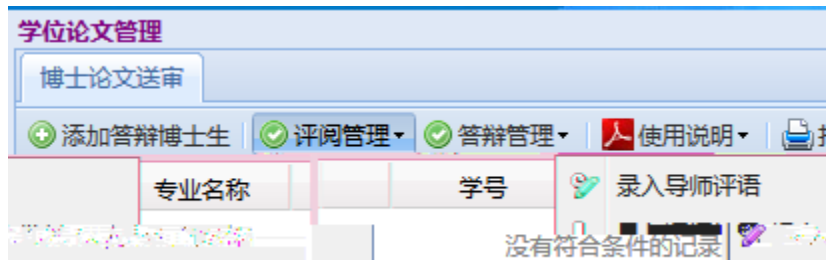 学位论文管理
博士论文送审
添加答辩博士生 评阅管理 答辩管理 使用说明
专业名称 学号 录入导师评语
没有符合条件的记录